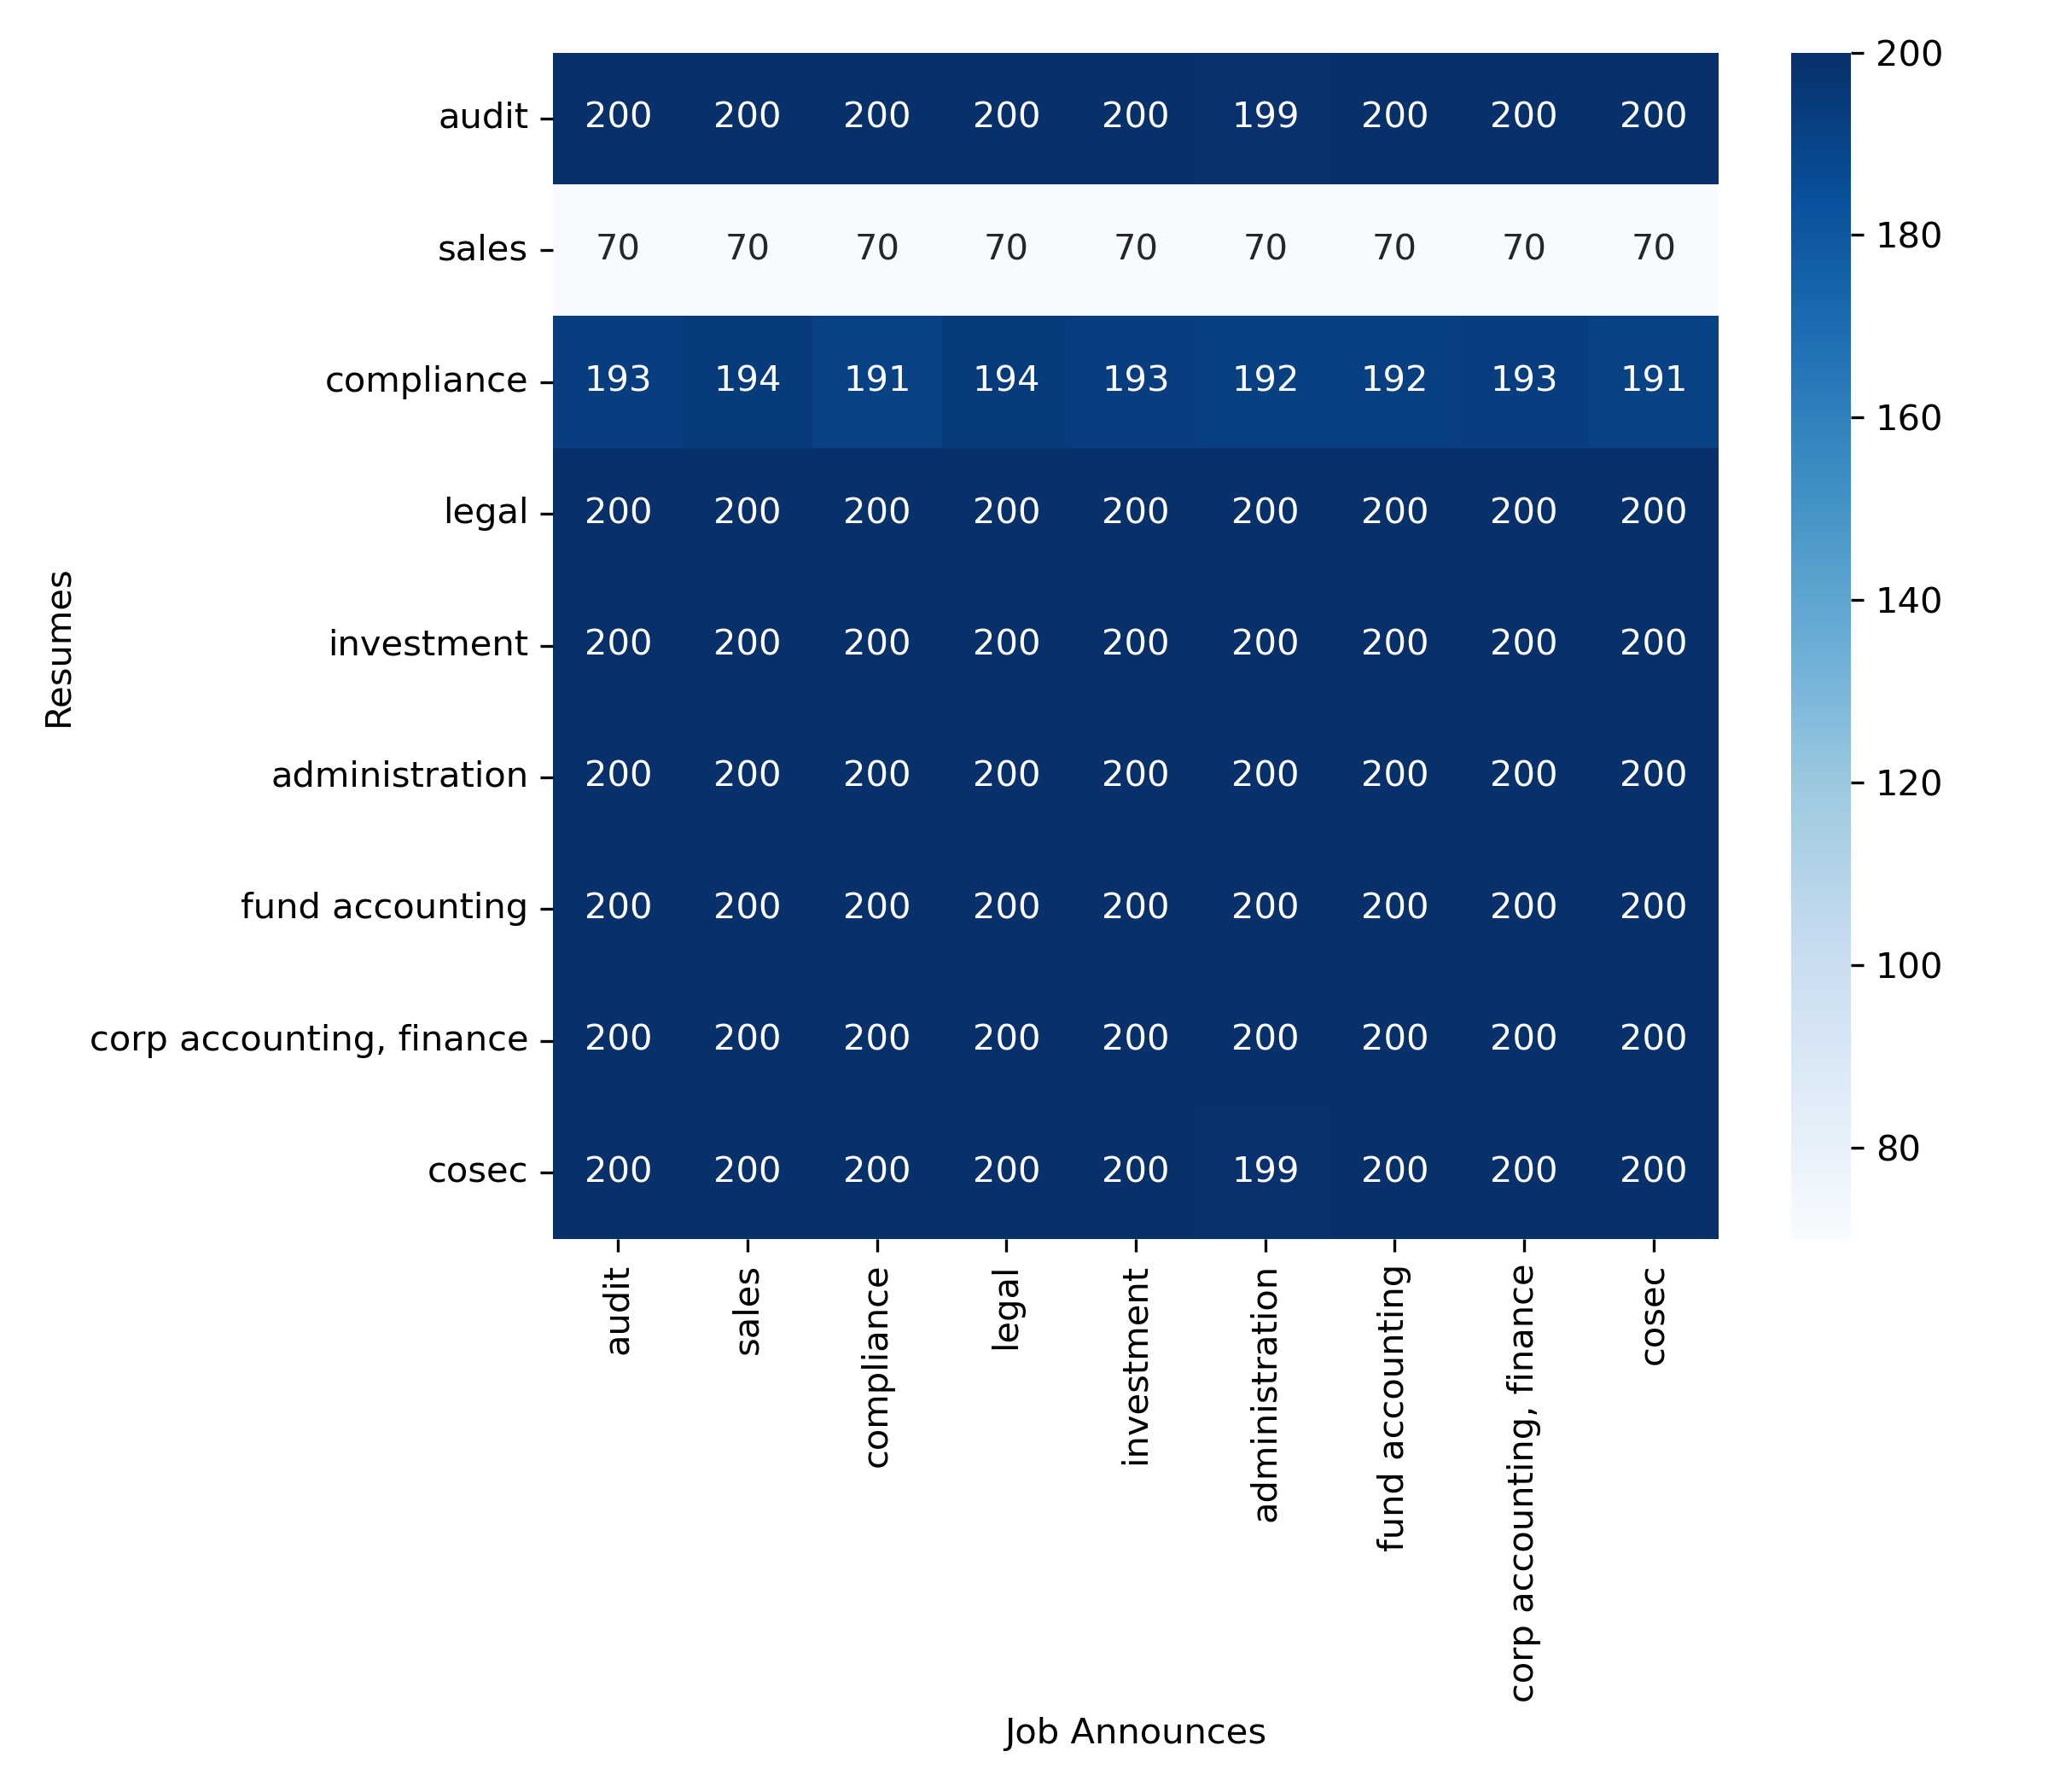 audit 200 200 200 200 200 199 200 200 200
sales 70 70 70 70 70 70 70 70 70
compliance 193 194 191 194 193 192 192 193 191
legal 200 200 200 200 200 200 200 200 200
investment 200 200 200 200 200 200 200 200 200
administration 200 200 200 200 200 200 200 200 200
fund accounting 200 200 200 200 200 200 200 200 200
corp accounting, finance 200 200 200 200 200 200 200 200 200
cosec 200 200 200 200 200 199 200 200 200
Resumes
audit
sales
compliance
legal
investment
administration
fund accounting
corp accounting, finance
cosec
Job Announces
200
180
160
140
120
100
80